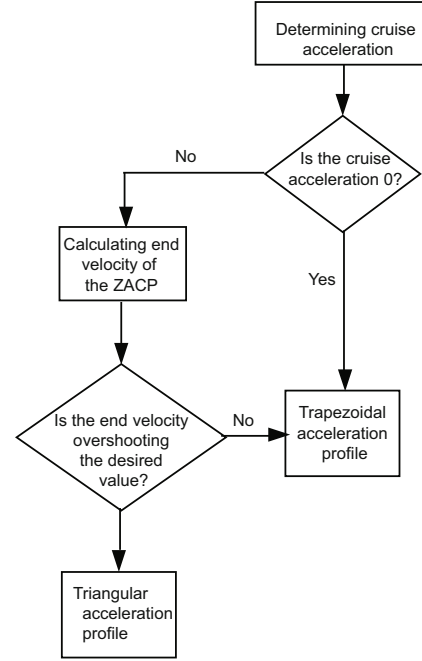 Determining cruise
acceleration
Is the cruise
acceleration 0?
No
Yes
Calculating end
velocity of
the ZACP
Is the end velocity
overshooting
the desired
value?
No
Trapezoidal
acceleration
profile
Triangular
acceleration
profile